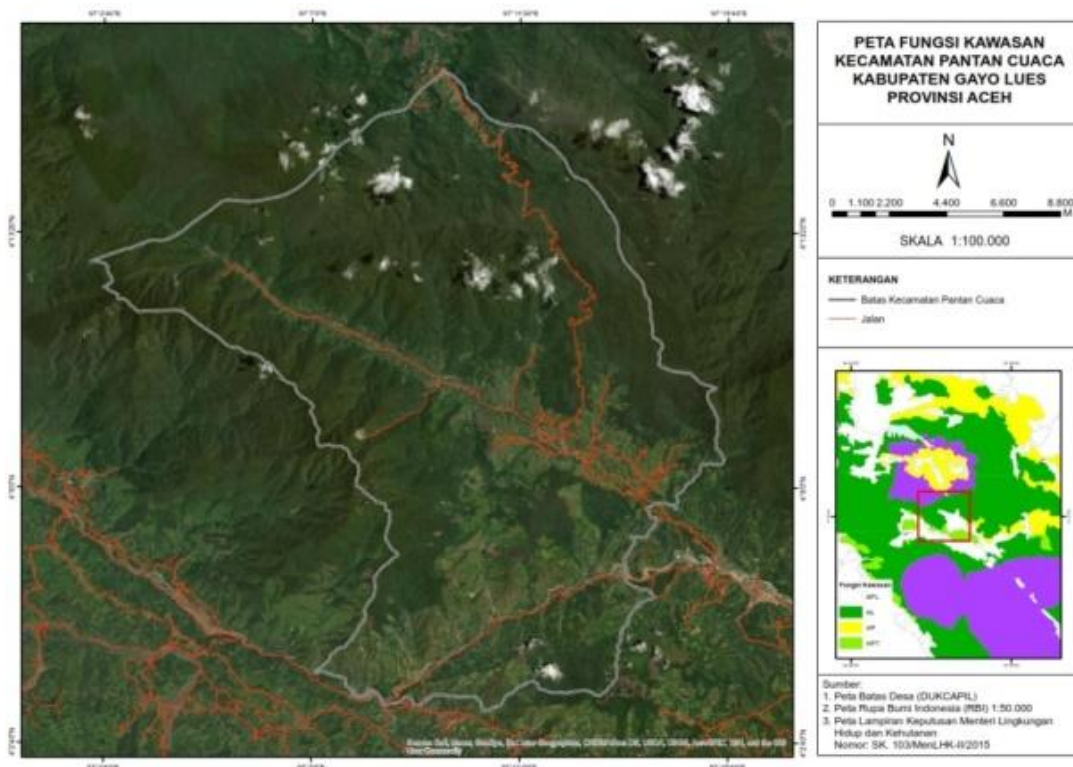 PETA FUNGSI KAWASAN
KECAMATAN PANTAN CUACA
KABUPATEN GAYO LUES
PROVINSI ACEH
N
0 1.100 2.200 4.400 6.600 8.800
M
SKALA 1:100.000
KETERANGAN
Batas Kecamatan Pantan Cuaca
Jalan
Fungsi Kawasan
APL
HL
HP
HPT
Sumber:
1. Peta Batas Desa (DUKCAPIL)
2. Peta Rupa Bumi Indonesia (RBI) 1:50.000
3. Peta Lampiran Keputusan Menteri Lingkungan
Hidup dan Kehutanan
Nomor: SK. 103/MenLHK-II/2015